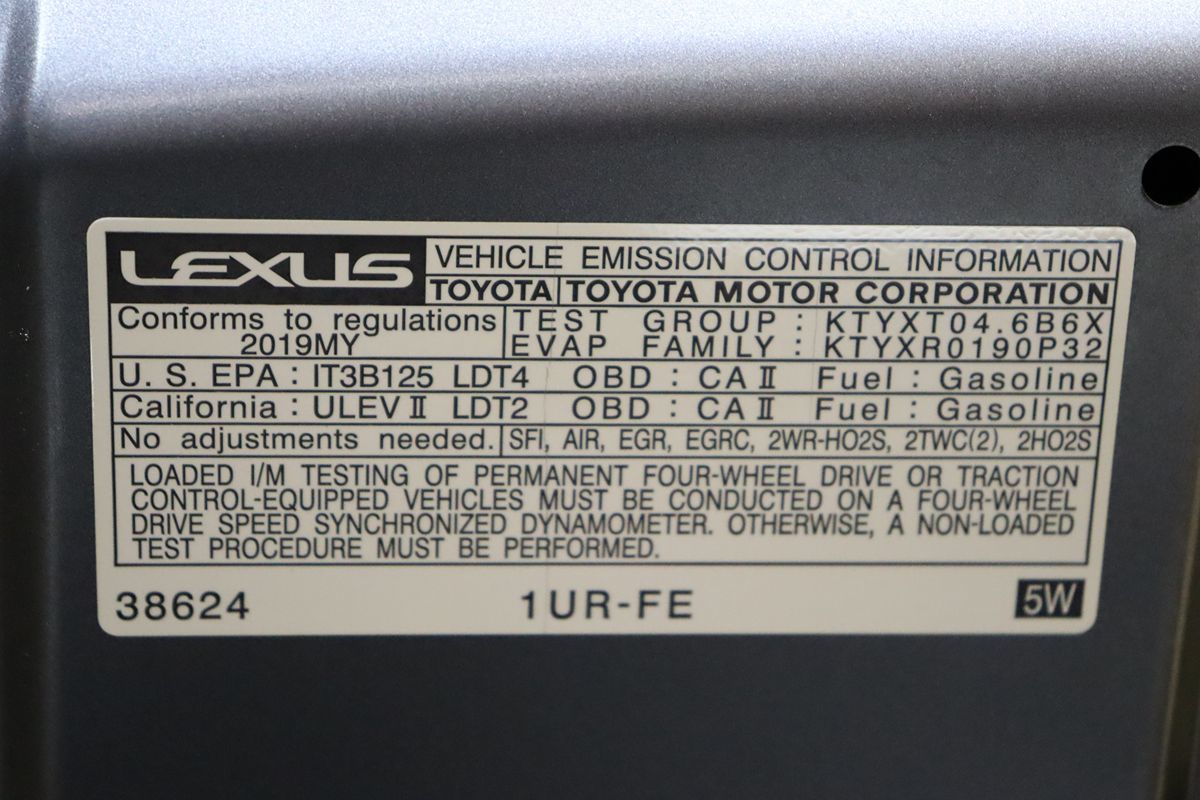 LEXUS VEHICLE EMISSION CONTROL INFORMATION
TOYOTA TOYOTA MOTOR CORPORATION
Conforms to regulations TEST GROUP : KTYXT04.6B6X
2019MY EVAP FAMILY : KTYXR0190P32
U. S. EPA : IT3B125 LDT4 OBD : CA II Fuel : Gasoline
California : ULEV II LDT2 OBD : CA II Fuel : Gasoline
No adjustments needed. SFI, AIR, EGR, EGRC, 2WR-HO2S, 2TWC(2), 2HO2S
LOADED I/M TESTING OF PERMANENT FOUR-WHEEL DRIVE OR TRACTION
CONTROL-EQUIPPED VEHICLES MUST BE CONDUCTED ON A FOUR-WHEEL
DRIVE SPEED SYNCHRONIZED DYNAMOMETER. OTHERWISE, A NON-LOADED
TEST PROCEDURE MUST BE PERFORMED.
38624 1UR-FE 5W